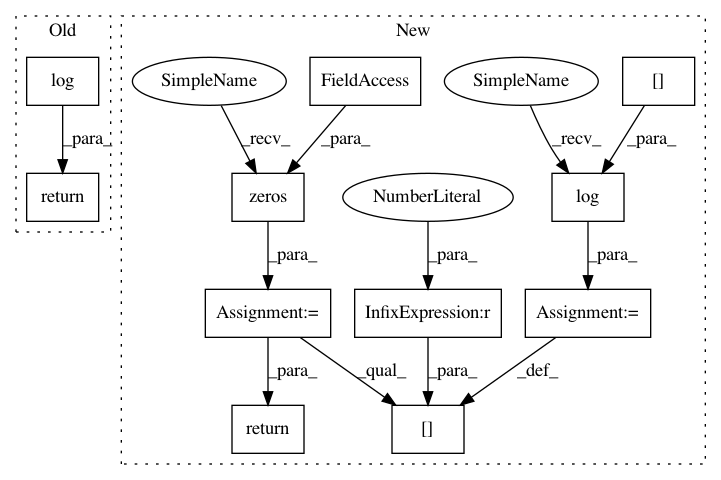 Old
New
log
SimpleName
FieldAccess
SimpleName
[]
_para_
_recv_
_para_
_recv_
_para_
return
zeros
NumberLiteral
log
_para_
_para_
_para_
Assignment:=
InfixExpression:r
Assignment:=
_para_
_qual_
_para_
_def_
return
[]